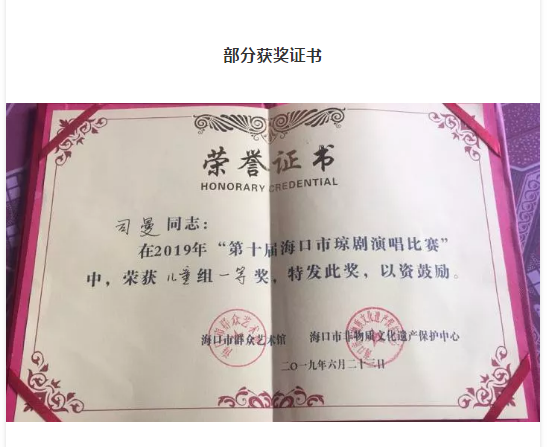 部分获奖证书
荣誉证书
HONORARY CREDENTIAL
司曼同志：
在2019年“第十届海口市琼剧演唱比赛”
中，荣获儿童组一等奖，特发此奖，以资鼓励。
海口市群众艺术馆 海口市非物质文化遗产保护中心
二〇一九年六月二十三日